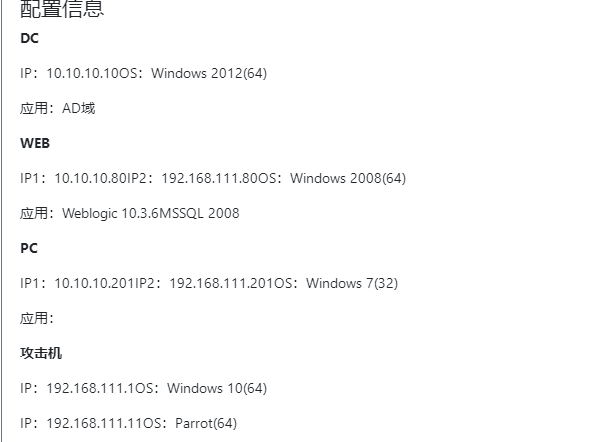 配置信息
DC
IP：10.10.10.10OS：Windows 2012(64)
应用：AD域
WEB
IP1：10.10.10.80IP2：192.168.111.80OS：Windows 2008(64)
应用：Weblogic 10.3.6MSSQL 2008
PC
IP1：10.10.10.201IP2：192.168.111.201OS：Windows 7(32)
应用：
攻击机
IP：192.168.111.1OS：Windows 10(64)
IP：192.168.111.11OS：Parrot(64)